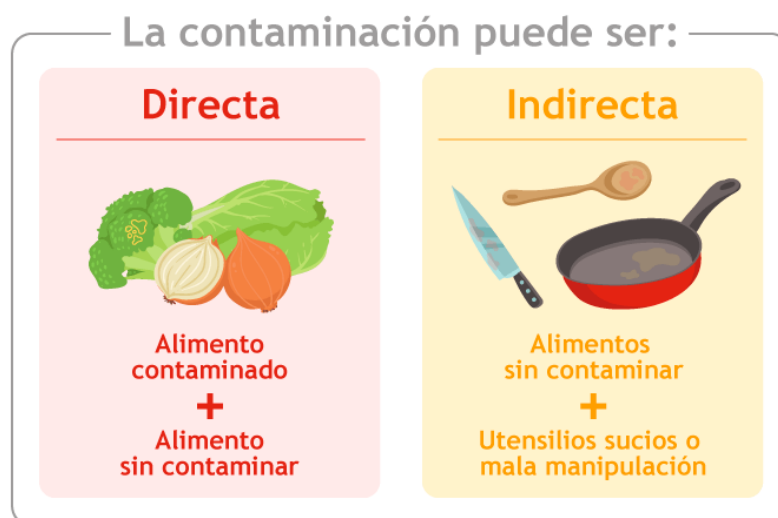 La contaminación puede ser:
Directa
Alimento
contaminado
+
Alimento
sin contaminar
Indirecta
Alimentos
sin contaminar
+
Utensilios sucios o
mala manipulación